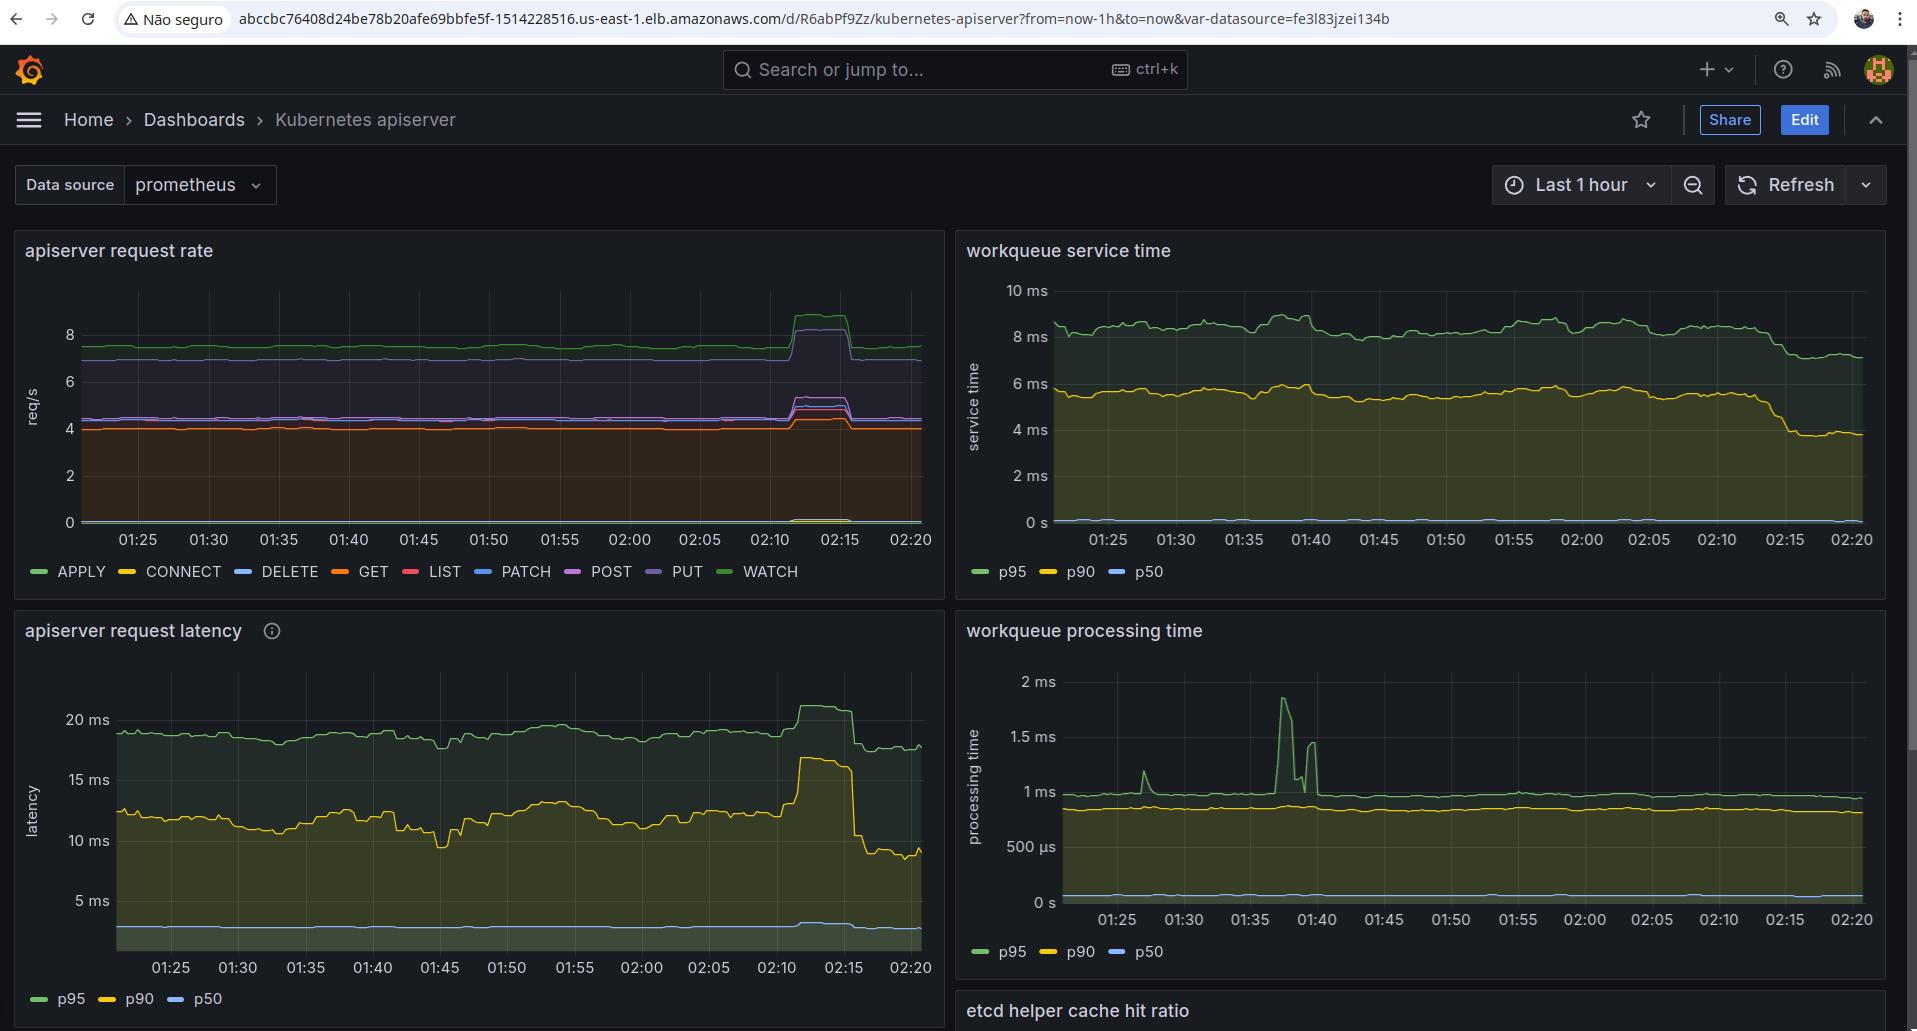 Não seguro abccbc76408d24be78b20afe69bbfe5f-1514228516.us-east-1.elb.amazonaws.com/d/R6abPf9Zz/kubernetes-apiserver?from=now-1h&to=now&var-datasource=fe3l83jzei134b
Search or jump to... ctrl+k
Home › Dashboards › Kubernetes apiserver
Share
Edit
Data source prometheus
Last 1 hour
Refresh
apiserver request rate
req/s
8
6
4
2
0
01:25 01:30 01:35 01:40 01:45 01:50 01:55 02:00 02:05 02:10 02:15 02:20
APPLY CONNECT DELETE GET LIST PATCH POST PUT WATCH
workqueue service time
service time
10 ms
8 ms
6 ms
4 ms
2 ms
0 s
01:25 01:30 01:35 01:40 01:45 01:50 01:55 02:00 02:05 02:10 02:15 02:20
p95 p90 p50
apiserver request latency
latency
20 ms
15 ms
10 ms
5 ms
01:25 01:30 01:35 01:40 01:45 01:50 01:55 02:00 02:05 02:10 02:15 02:20
p95 p90 p50
workqueue processing time
processing time
2 ms
1.5 ms
1 ms
500 µs
0 s
01:25 01:30 01:35 01:40 01:45 01:50 01:55 02:00 02:05 02:10 02:15 02:20
p95 p90 p50
etcd helper cache hit ratio